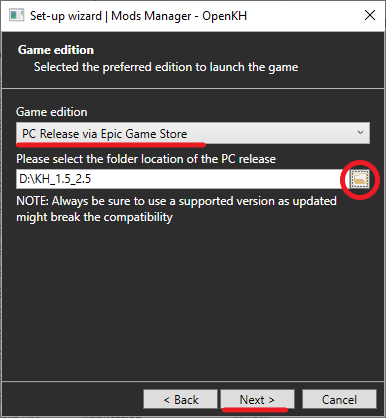 Set-up wizard | Mods Manager - OpenKH
Game edition
Selected the preferred edition to launch the game
Game edition
PC Release via Epic Game Store
Please select the folder location of the PC release
D:\KH_1.5_2.5
NOTE: Always be sure to use a supported version as updated
might break the compatibility
< Back
Next >
Cancel